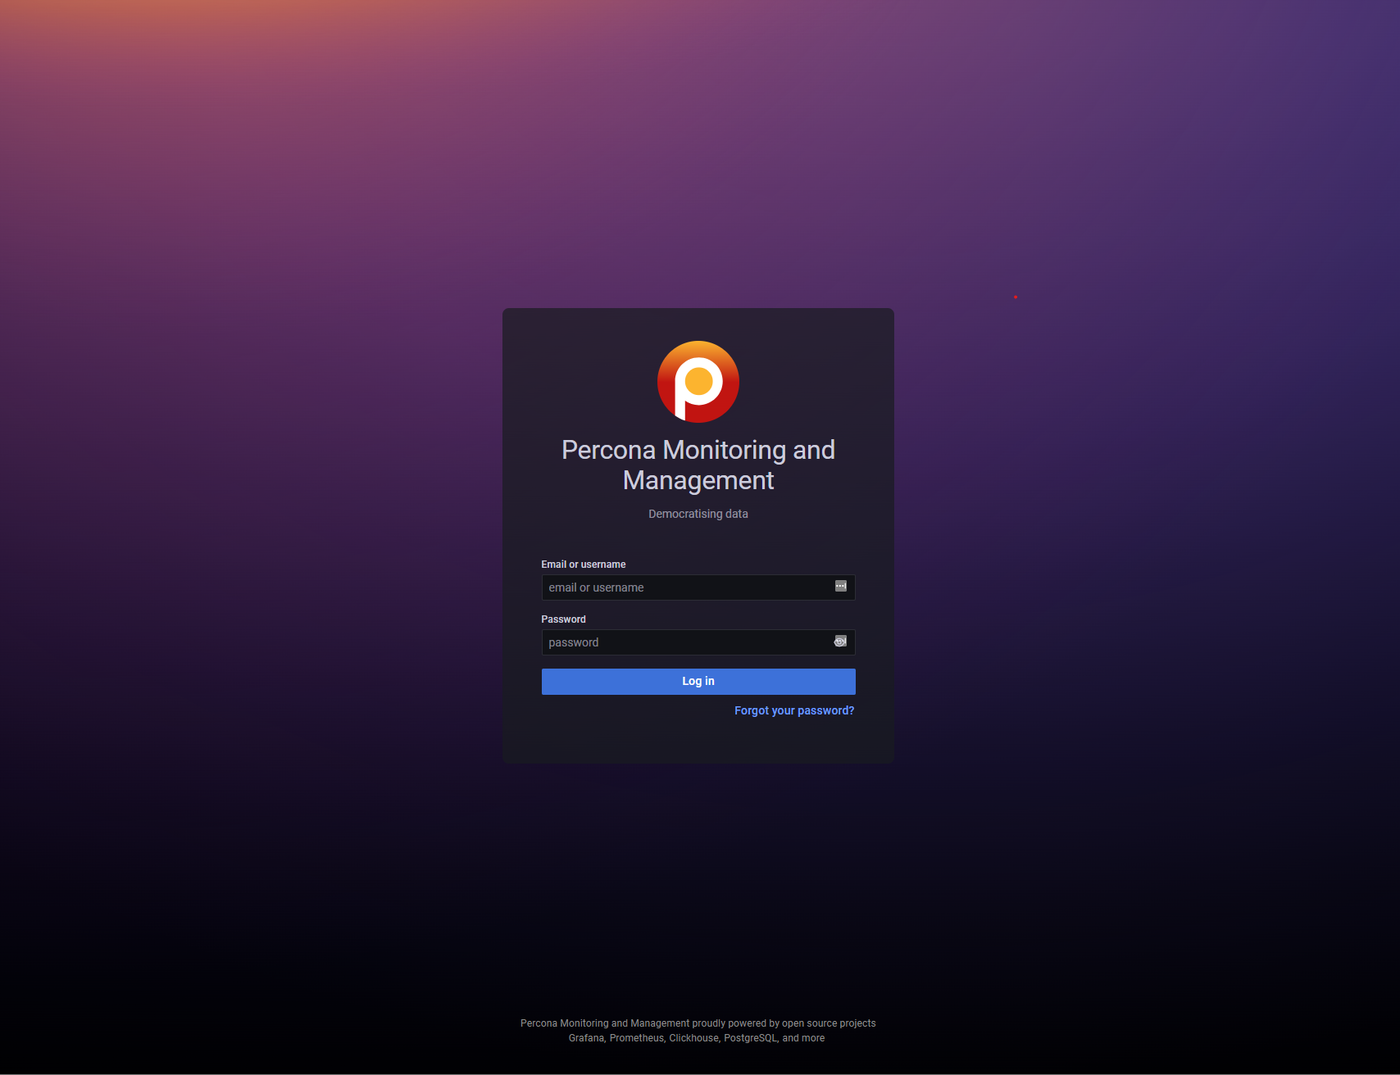 Percona Monitoring and
Management
Democratising data
Email or username
email or username
Password
password
Log in
Forgot your password?
Percona Monitoring and Management proudly powered by open source projects
Grafana, Prometheus, Clickhouse, PostgreSQL, and more